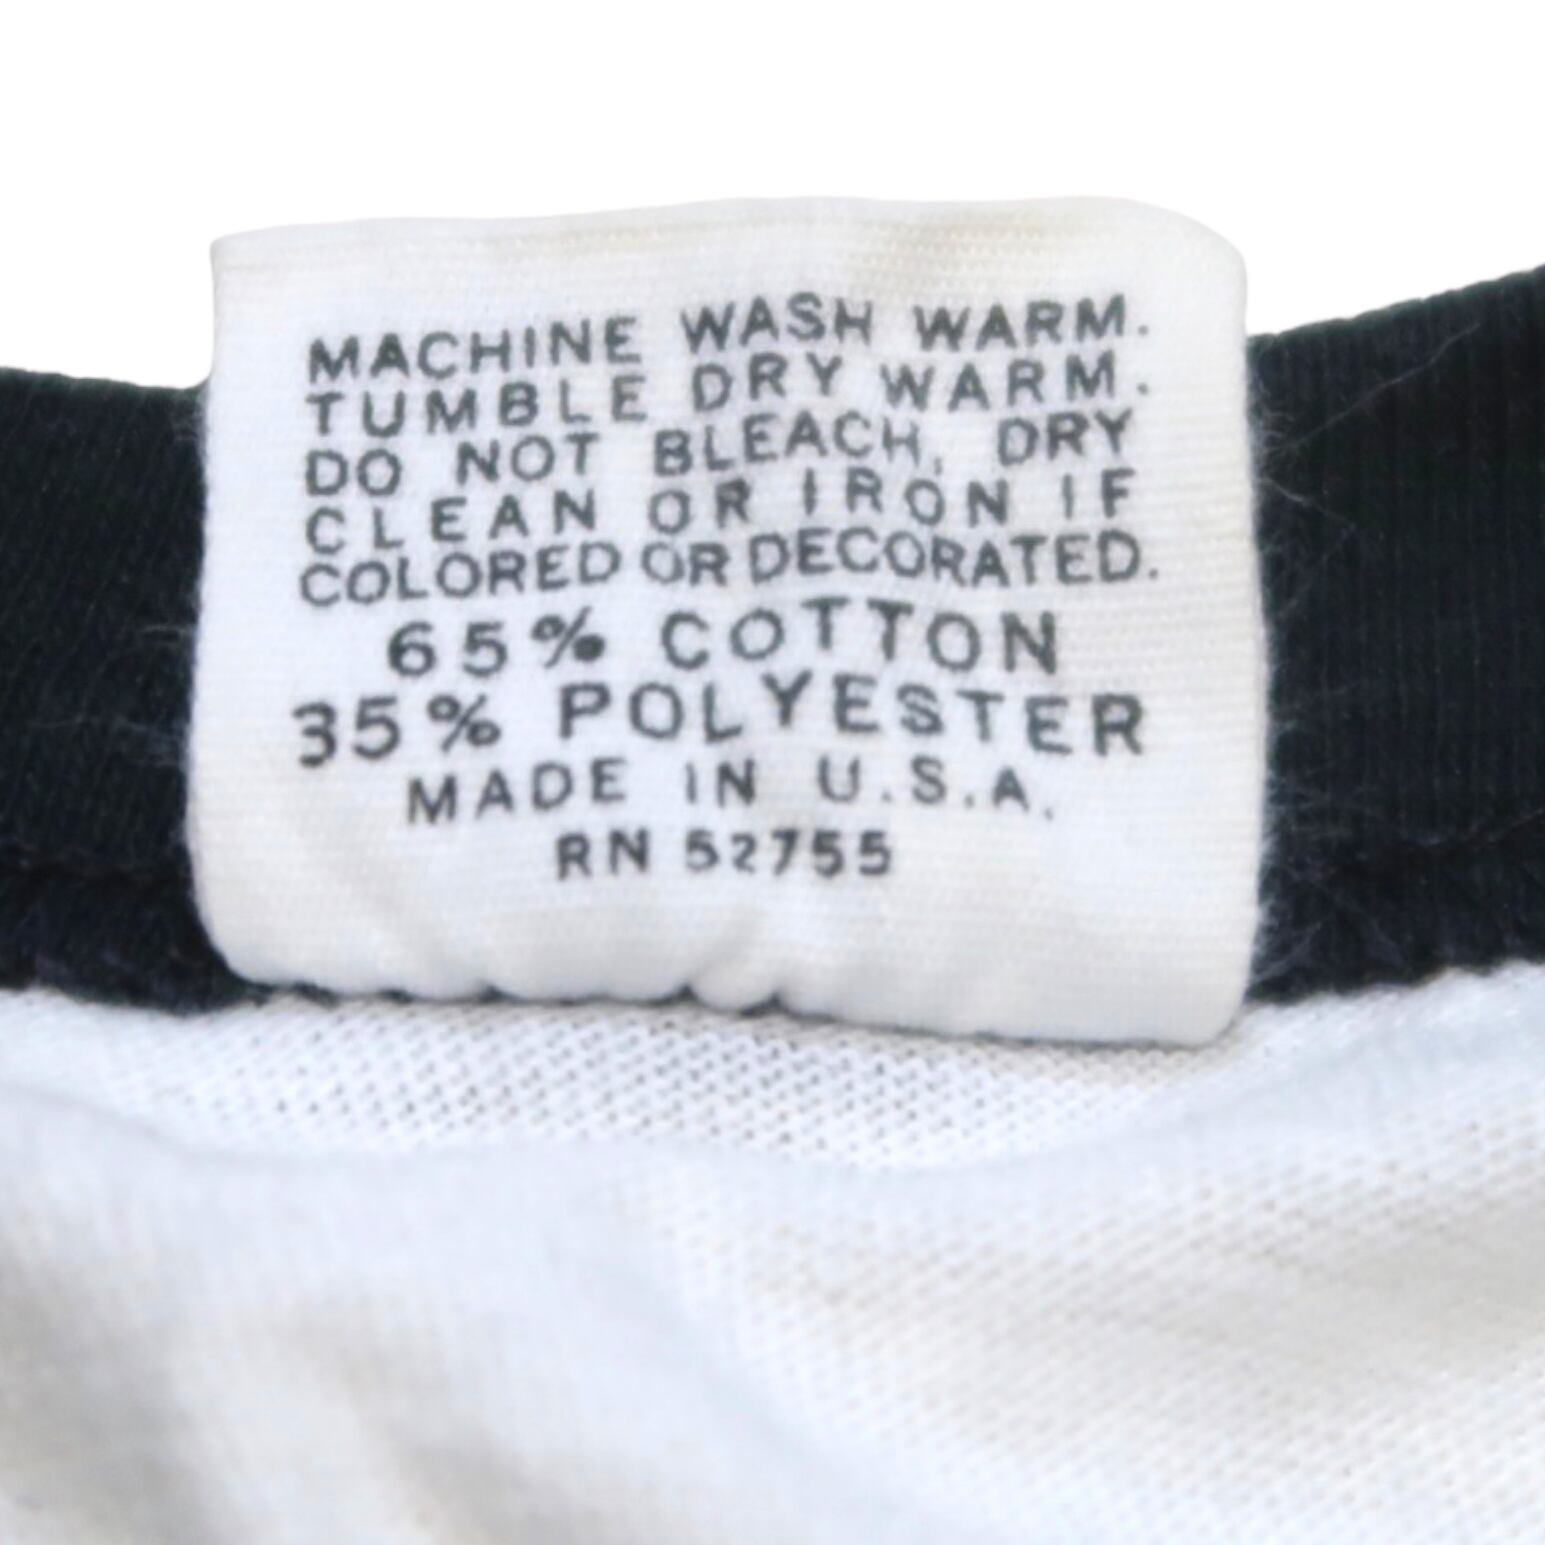 MACHINE WASH WARM.
TUMBLE DRY WARM.
DO NOT BLEACH, DRY
CLEAN OR IRON IF
COLORED OR DECORATED.
65% COTTON
35% POLYESTER
MADE IN U.S.A.
RN 52755